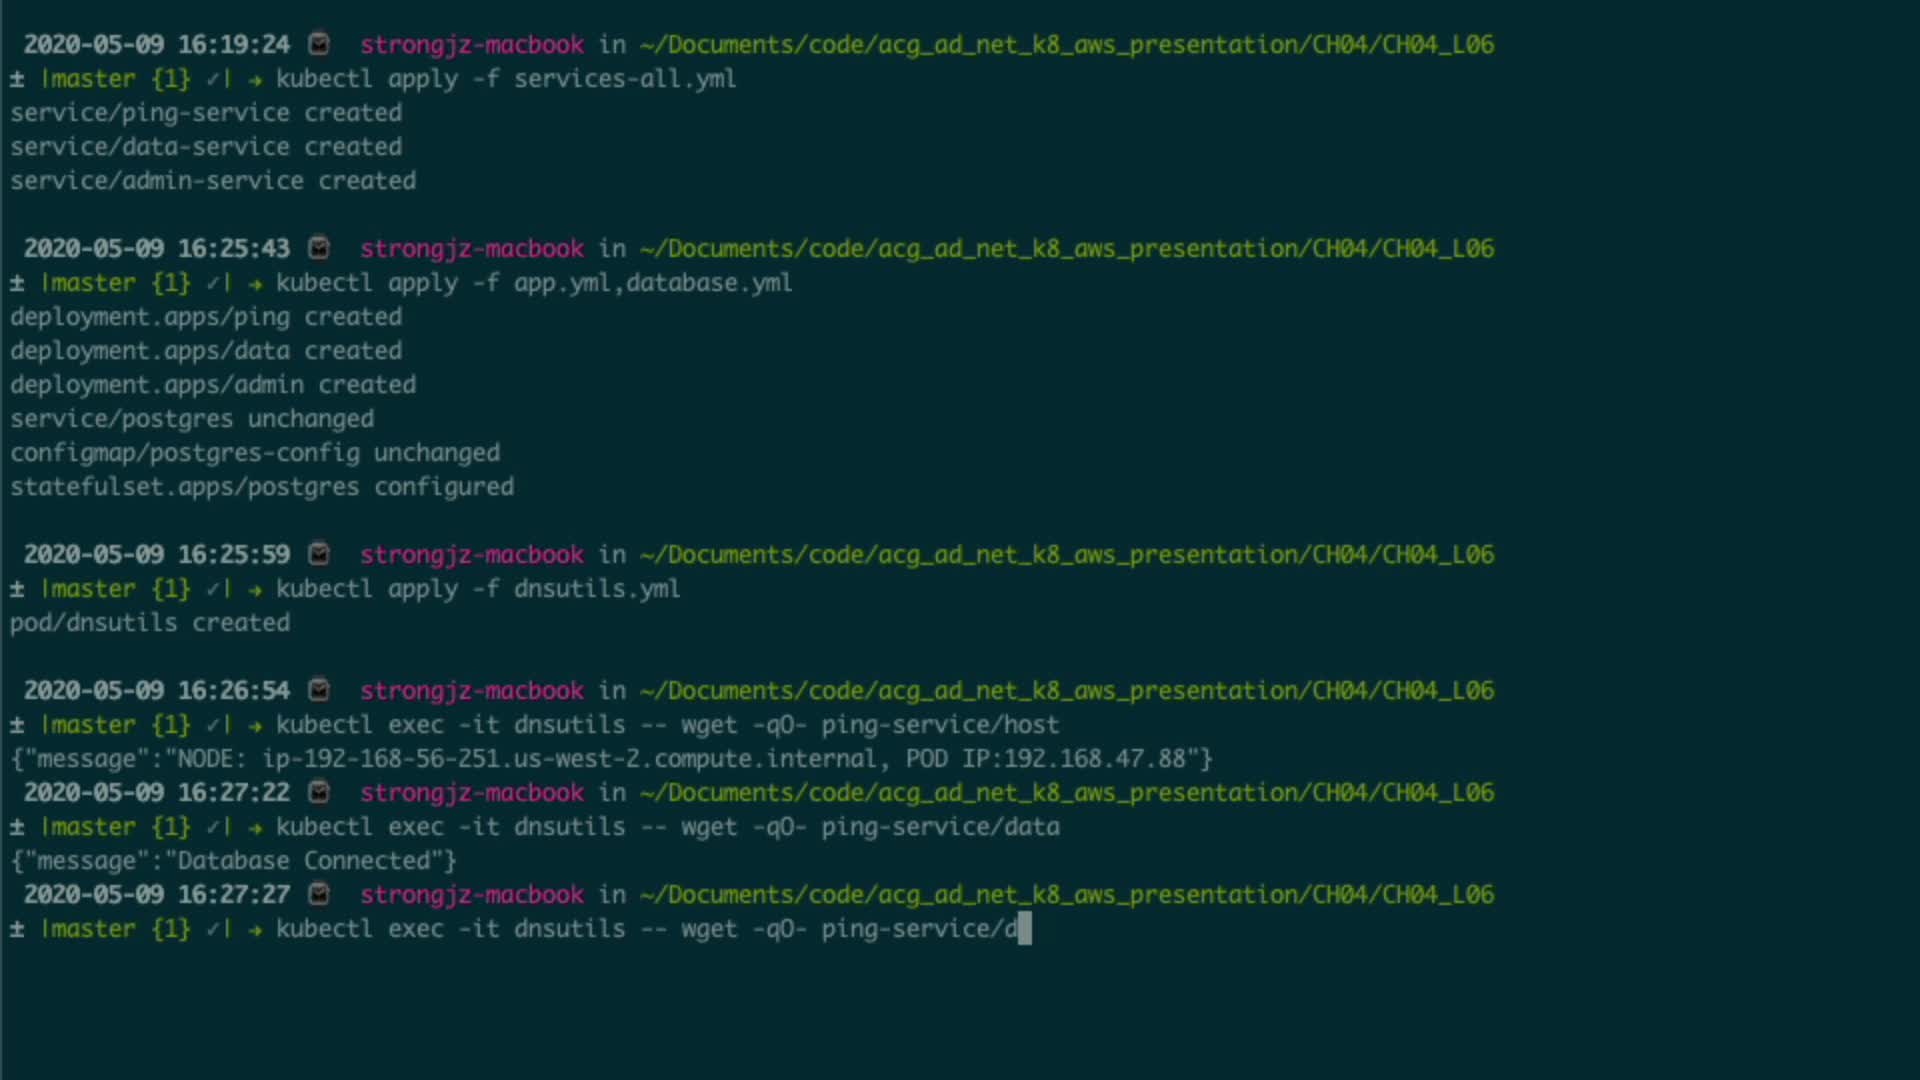 2020-05-09 16:19:24 strongjz-macbook in ~/Documents/code/acg_ad_net_k8_aws_presentation/CH04/CH04_L06
± |master {1} ✓| → kubectl apply -f services-all.yml
service/ping-service created
service/data-service created
service/admin-service created
2020-05-09 16:25:43 strongjz-macbook in ~/Documents/code/acg_ad_net_k8_aws_presentation/CH04/CH04_L06
± |master {1} ✓| → kubectl apply -f app.yml,database.yml
deployment.apps/ping created
deployment.apps/data created
deployment.apps/admin created
service/postgres unchanged
configmap/postgres-config unchanged
statefulset.apps/postgres configured
2020-05-09 16:25:59 strongjz-macbook in ~/Documents/code/acg_ad_net_k8_aws_presentation/CH04/CH04_L06
± |master {1} ✓| → kubectl apply -f dnsutils.yml
pod/dnsutils created
2020-05-09 16:26:54 strongjz-macbook in ~/Documents/code/acg_ad_net_k8_aws_presentation/CH04/CH04_L06
± |master {1} ✓| → kubectl exec -it dnsutils -- wget -qO- ping-service/host
{"message":"NODE: ip-192-168-56-251.us-west-2.compute.internal, POD IP:192.168.47.88"}
2020-05-09 16:27:22 strongjz-macbook in ~/Documents/code/acg_ad_net_k8_aws_presentation/CH04/CH04_L06
± |master {1} ✓| → kubectl exec -it dnsutils -- wget -qO- ping-service/data
{"message":"Database Connected"}
2020-05-09 16:27:27 strongjz-macbook in ~/Documents/code/acg_ad_net_k8_aws_presentation/CH04/CH04_L06
± |master {1} ✓| → kubectl exec -it dnsutils -- wget -qO- ping-service/d